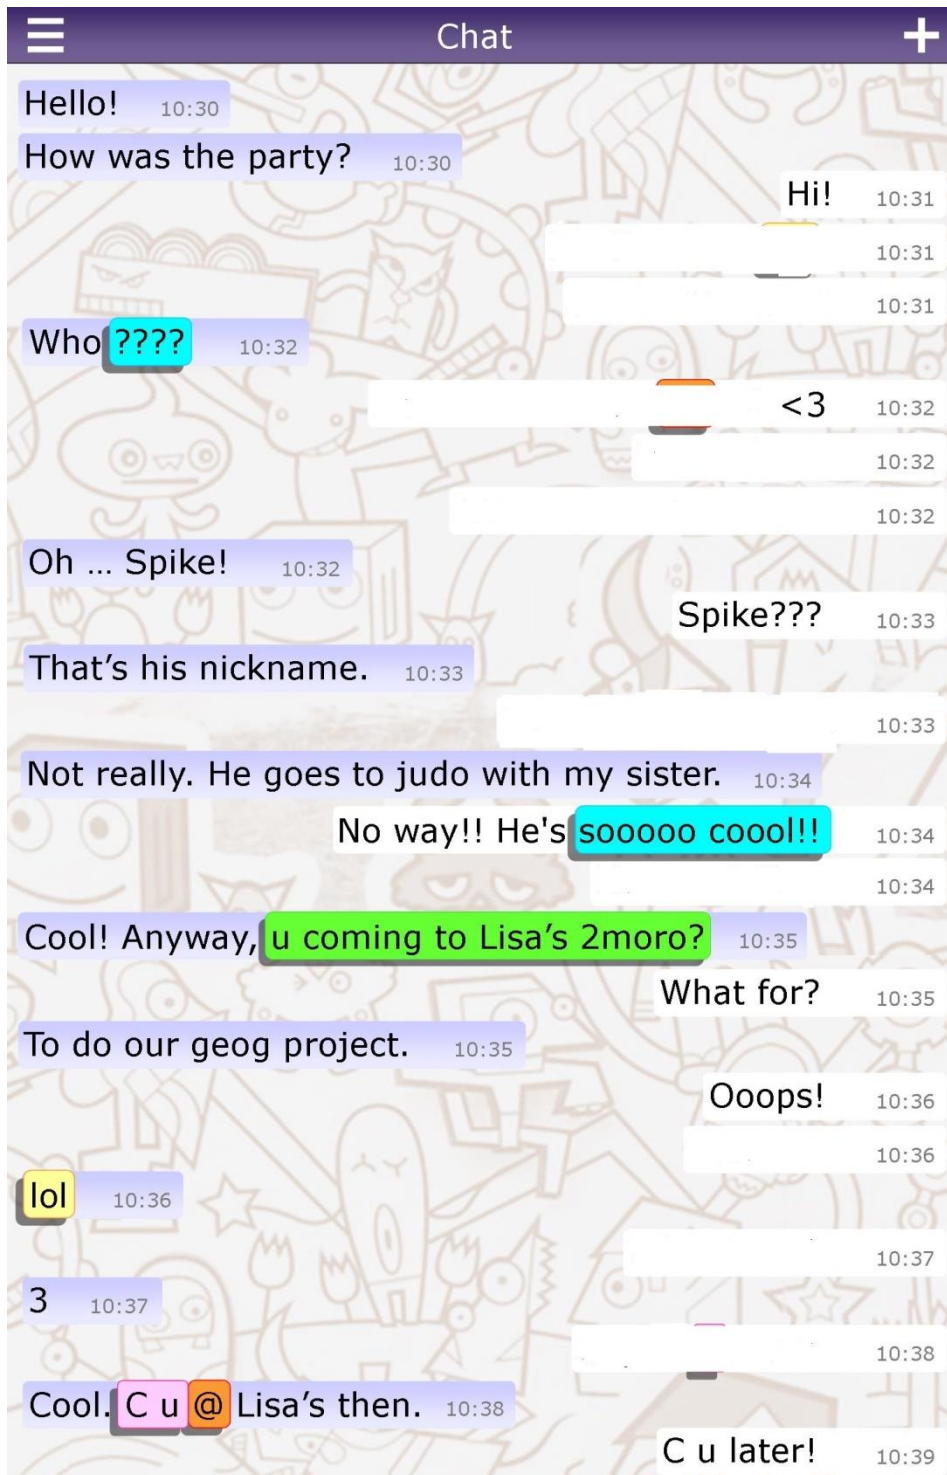 Chat
Hello! 10:30
How was the party? 10:30
Hi! 10:31
10:31
10:31
Who ???? 10:32
<3 10:32
10:32
10:32
Oh ... Spike! 10:32
Spike??? 10:33
That’s his nickname. 10:33
10:33
Not really. He goes to judo with my sister. 10:34
No way!! He's sooooo coool!! 10:34
10:34
Cool! Anyway, u coming to Lisa’s 2moro? 10:35
What for? 10:35
To do our geog project. 10:35
Ooops! 10:36
10:36
lol 10:36
10:37
3 10:37
10:38
Cool. C u @ Lisa’s then. 10:38
C u later! 10:39